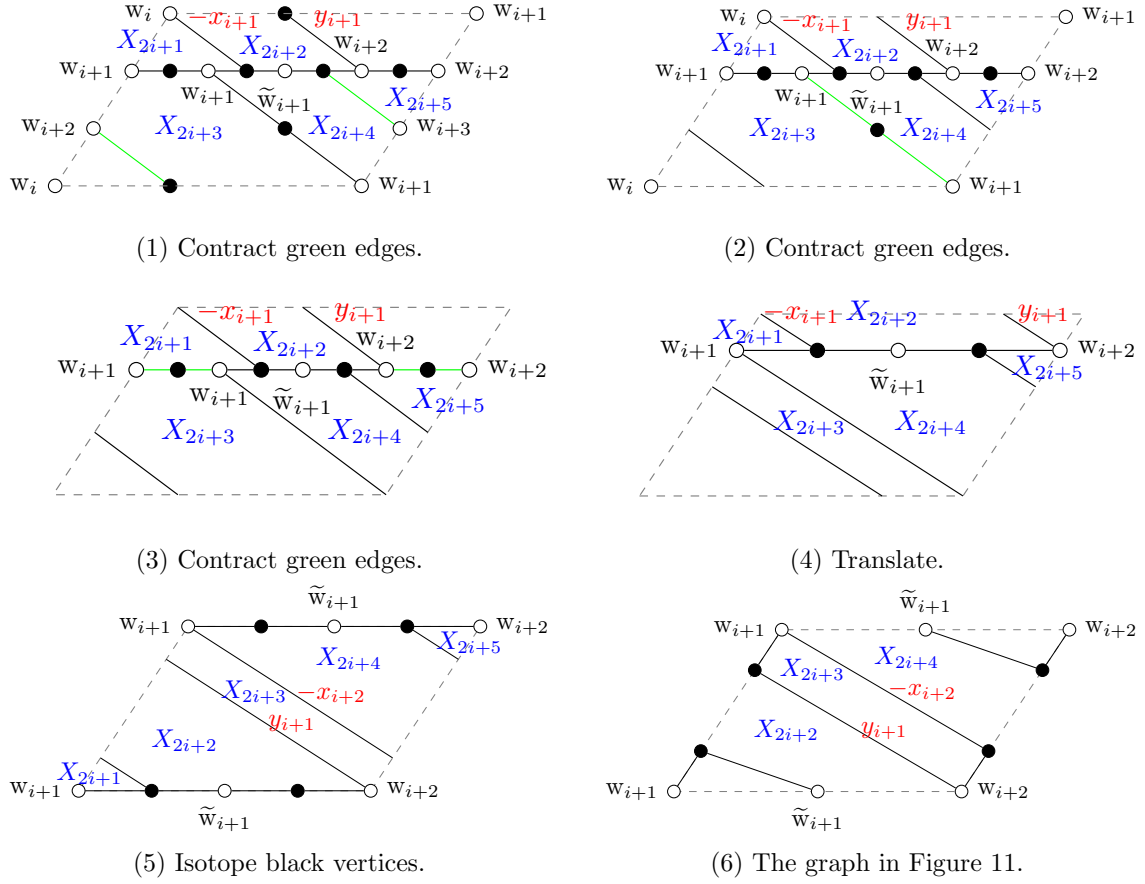 w_i −x_{i+1} y_{i+1} w_{i+1}
X_{2i+1} X_{2i+2} w_{i+2}
w_{i+1} w_{i+2}
w_{i+1} w̃_{i+1} X_{2i+5}
w_{i+2} X_{2i+3} X_{2i+4} w_{i+3}
w_i w_{i+1}
(1) Contract green edges.
w_i −x_{i+1} y_{i+1} w_{i+1}
X_{2i+1} X_{2i+2} w_{i+2}
w_{i+1} w_{i+2}
w_{i+1} w̃_{i+1} X_{2i+5}
X_{2i+3} X_{2i+4}
w_i w_{i+1}
(2) Contract green edges.
−x_{i+1} y_{i+1}
X_{2i+1} X_{2i+2} w_{i+2}
w_{i+1} w_{i+2}
w_{i+1} w̃_{i+1} X_{2i+5}
X_{2i+3} X_{2i+4}
(3) Contract green edges.
−x_{i+1} X_{2i+2} y_{i+1}
X_{2i+1}
w_{i+1} w_{i+2}
w̃_{i+1} X_{2i+5}
X_{2i+3} X_{2i+4}
(4) Translate.
w̃_{i+1}
w_{i+1} w_{i+2}
X_{2i+4} X_{2i+5}
X_{2i+3} −x_{i+2}
y_{i+1}
X_{2i+2}
X_{2i+1}
w_{i+1} w_{i+2}
w̃_{i+1}
(5) Isotope black vertices.
w̃_{i+1}
w_{i+1} w_{i+2}
X_{2i+3} X_{2i+4}
−x_{i+2}
X_{2i+2} y_{i+1}
w_{i+1} w_{i+2}
w̃_{i+1}
(6) The graph in Figure 11.